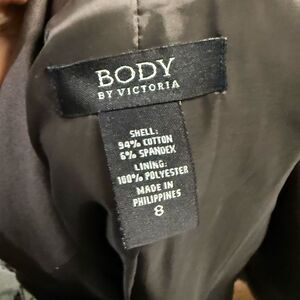 BODY
BY VICTORIA
SHELL:
94% COTTON
6% SPANDEX
LINING:
100% POLYESTER
MADE IN
PHILIPPINES
8